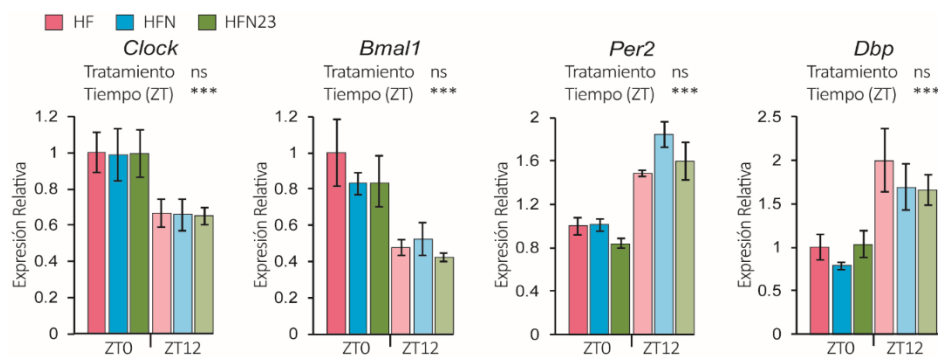 HF HFN HFN23
Clock
Tratamiento ns
Tiempo (ZT) ***
Expresión Relativa
1.2
1
0.8
0.6
0.4
0.2
0
ZT0 ZT12
Bmal1
Tratamiento ns
Tiempo (ZT) ***
Expresión Relativa
1.2
1
0.8
0.6
0.4
0.2
0
ZT0 ZT12
Per2
Tratamiento ns
Tiempo (ZT) ***
Expresión Relativa
2
1.6
1.2
0.8
0.4
0
ZT0 ZT12
Dbp
Tratamiento ns
Tiempo (ZT) ***
Expresión Relativa
2.5
2
1.5
1
0.5
0
ZT0 ZT12